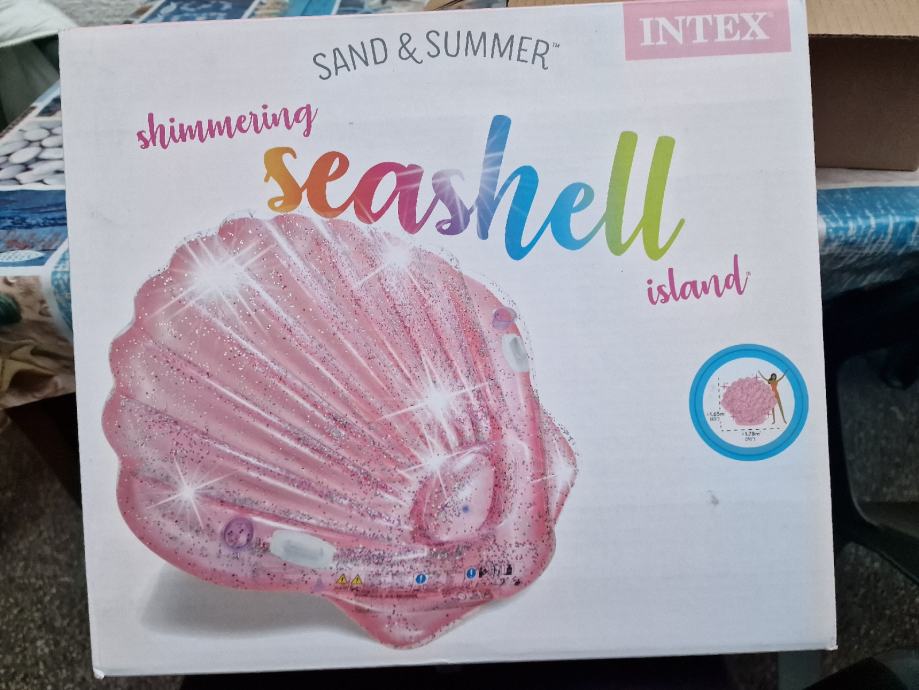 SAND & SUMMER™
INTEX
shimmering
seashell
island